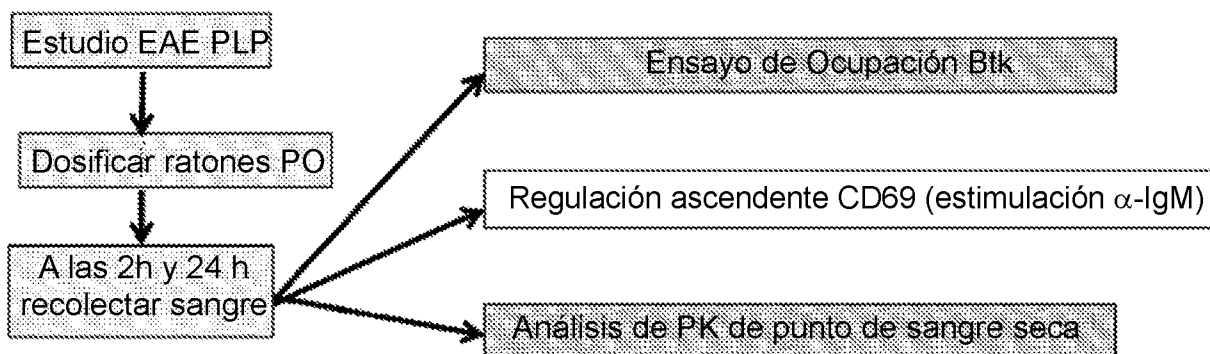 Estudio EAE PLP
Dosificar ratones PO
A las 2h y 24 h
recolectar sangre
Ensayo de Ocupación Btk
Regulación ascendente CD69 (estimulación α-IgM)
Análisis de PK de punto de sangre seca